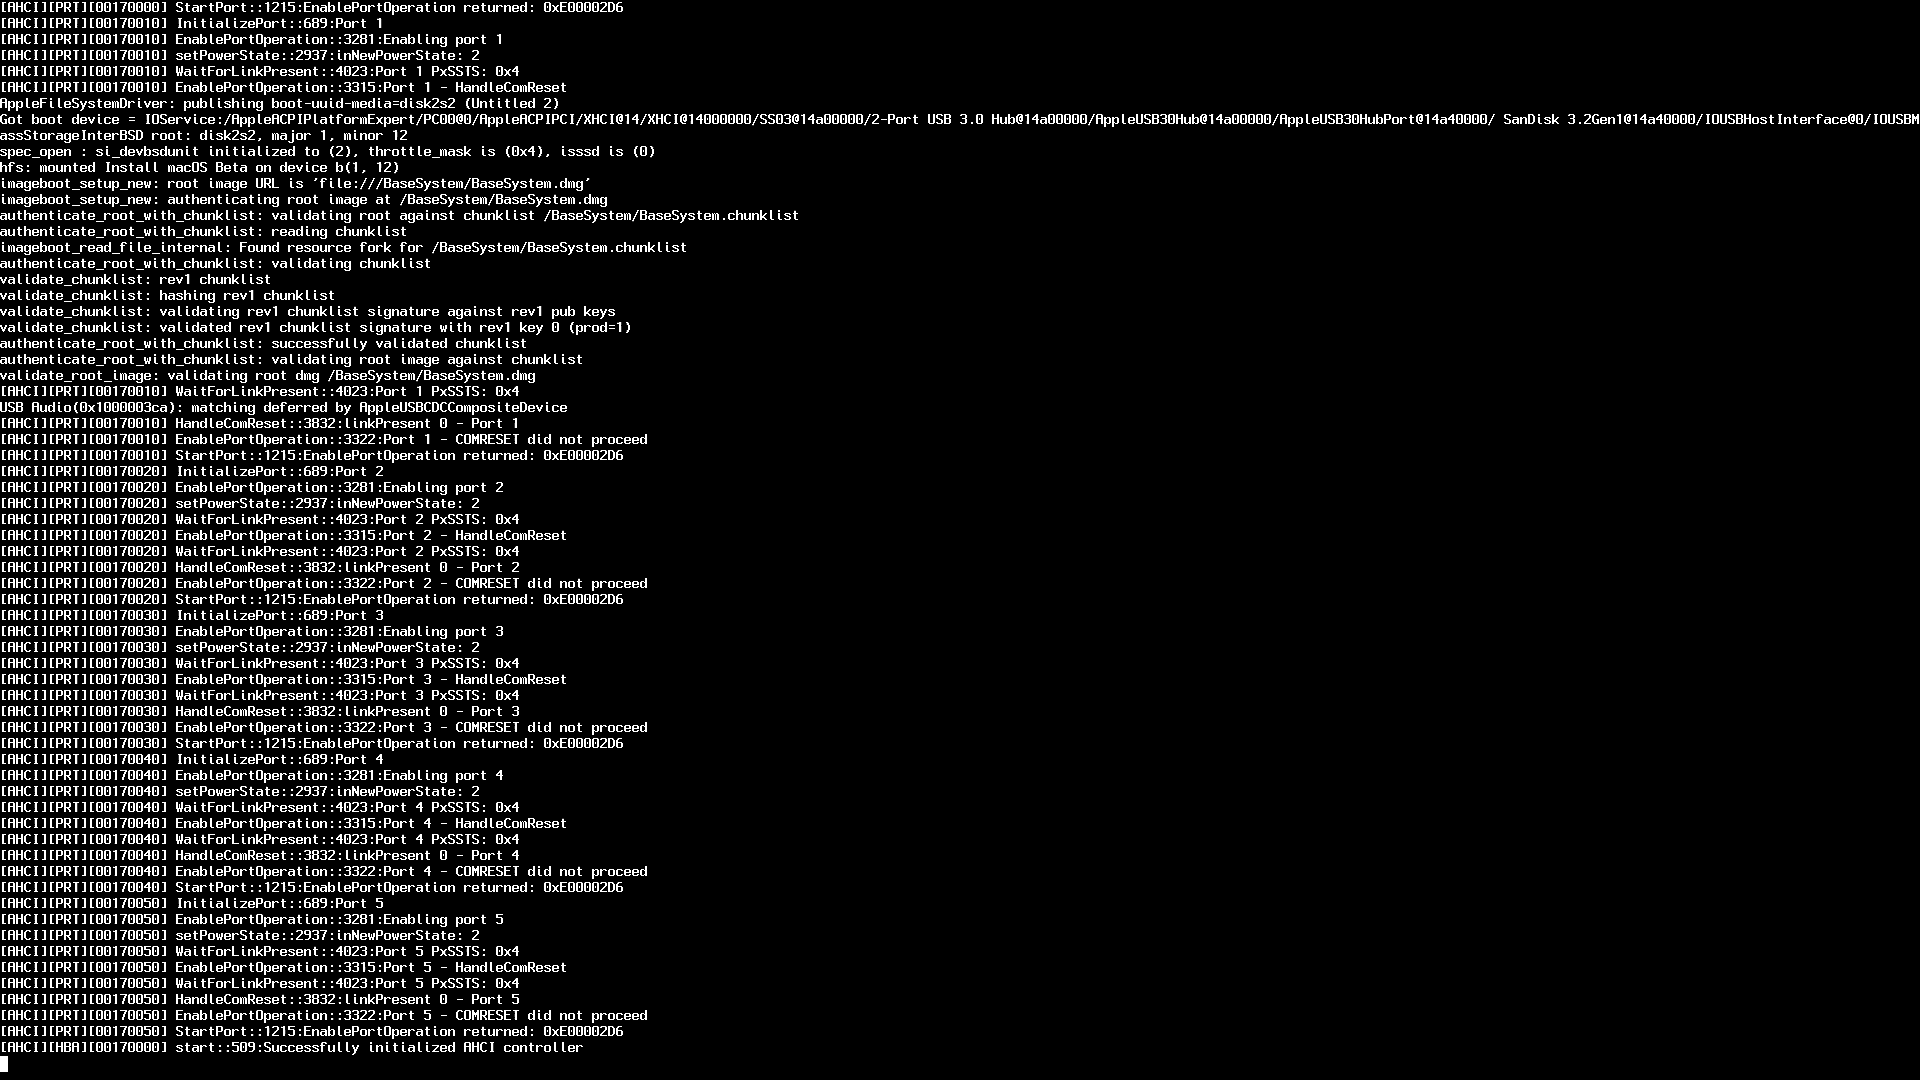 [AHCI][PRT][00170000] StartPort::1215:EnablePortOperation returned: 0xE00002D6
[AHCI][PRT][00170010] InitializePort::689:Port 1
[AHCI][PRT][00170010] EnablePortOperation::3281:Enabling port 1
[AHCI][PRT][00170010] setPowerState::2937:inNewPowerState: 2
[AHCI][PRT][00170010] WaitForLinkPresent::4023:Port 1 PxSSTS: 0x4
[AHCI][PRT][00170010] EnablePortOperation::3315:Port 1 - HandleComReset
AppleFileSystemDriver: publishing boot-uuid-media=disk2s2 (Untitled 2)
Got boot device = IOService:/AppleACPIPlatformExpert/PC00@0/AppleACPIPCI/XHCI@14/XHCI@14000000/SS03@14a00000/2-Port USB 3.0 Hub@14a00000/AppleUSB30Hub@14a00000/AppleUSB30HubPort@14a40000/ SanDisk 3.2Gen1@14a40000/IOUSBHostInterface@0/IOUSBM
assStorageInterBSD root: disk2s2, major 1, minor 12
spec_open : si_devbsdunit initialized to (2), throttle_mask is (0x4), isssd is (0)
hfs: mounted Install macOS Beta on device b(1, 12)
imageboot_setup_new: root image URL is 'file:///BaseSystem/BaseSystem.dmg'
imageboot_setup_new: authenticating root image at /BaseSystem/BaseSystem.dmg
authenticate_root_with_chunklist: validating root against chunklist /BaseSystem/BaseSystem.chunklist
authenticate_root_with_chunklist: reading chunklist
imageboot_read_file_internal: Found resource fork for /BaseSystem/BaseSystem.chunklist
authenticate_root_with_chunklist: validating chunklist
validate_chunklist: rev1 chunklist
validate_chunklist: hashing rev1 chunklist
validate_chunklist: validating rev1 chunklist signature against rev1 pub keys
validate_chunklist: validated rev1 chunklist signature with rev1 key 0 (prod=1)
authenticate_root_with_chunklist: successfully validated chunklist
authenticate_root_with_chunklist: validating root image against chunklist
validate_root_image: validating root dmg /BaseSystem/BaseSystem.dmg
[AHCI][PRT][00170010] WaitForLinkPresent::4023:Port 1 PxSSTS: 0x4
USB Audio(0x1000003ca): matching deferred by AppleUSBCDCCompositeDevice
[AHCI][PRT][00170010] HandleComReset::3832:linkPresent 0 - Port 1
[AHCI][PRT][00170010] EnablePortOperation::3322:Port 1 - COMRESET did not proceed
[AHCI][PRT][00170010] StartPort::1215:EnablePortOperation returned: 0xE00002D6
[AHCI][PRT][00170020] InitializePort::689:Port 2
[AHCI][PRT][00170020] EnablePortOperation::3281:Enabling port 2
[AHCI][PRT][00170020] setPowerState::2937:inNewPowerState: 2
[AHCI][PRT][00170020] WaitForLinkPresent::4023:Port 2 PxSSTS: 0x4
[AHCI][PRT][00170020] EnablePortOperation::3315:Port 2 - HandleComReset
[AHCI][PRT][00170020] WaitForLinkPresent::4023:Port 2 PxSSTS: 0x4
[AHCI][PRT][00170020] HandleComReset::3832:linkPresent 0 - Port 2
[AHCI][PRT][00170020] EnablePortOperation::3322:Port 2 - COMRESET did not proceed
[AHCI][PRT][00170020] StartPort::1215:EnablePortOperation returned: 0xE00002D6
[AHCI][PRT][00170030] InitializePort::689:Port 3
[AHCI][PRT][00170030] EnablePortOperation::3281:Enabling port 3
[AHCI][PRT][00170030] setPowerState::2937:inNewPowerState: 2
[AHCI][PRT][00170030] WaitForLinkPresent::4023:Port 3 PxSSTS: 0x4
[AHCI][PRT][00170030] EnablePortOperation::3315:Port 3 - HandleComReset
[AHCI][PRT][00170030] WaitForLinkPresent::4023:Port 3 PxSSTS: 0x4
[AHCI][PRT][00170030] HandleComReset::3832:linkPresent 0 - Port 3
[AHCI][PRT][00170030] EnablePortOperation::3322:Port 3 - COMRESET did not proceed
[AHCI][PRT][00170030] StartPort::1215:EnablePortOperation returned: 0xE00002D6
[AHCI][PRT][00170040] InitializePort::689:Port 4
[AHCI][PRT][00170040] EnablePortOperation::3281:Enabling port 4
[AHCI][PRT][00170040] setPowerState::2937:inNewPowerState: 2
[AHCI][PRT][00170040] WaitForLinkPresent::4023:Port 4 PxSSTS: 0x4
[AHCI][PRT][00170040] EnablePortOperation::3315:Port 4 - HandleComReset
[AHCI][PRT][00170040] WaitForLinkPresent::4023:Port 4 PxSSTS: 0x4
[AHCI][PRT][00170040] HandleComReset::3832:linkPresent 0 - Port 4
[AHCI][PRT][00170040] EnablePortOperation::3322:Port 4 - COMRESET did not proceed
[AHCI][PRT][00170040] StartPort::1215:EnablePortOperation returned: 0xE00002D6
[AHCI][PRT][00170050] InitializePort::689:Port 5
[AHCI][PRT][00170050] EnablePortOperation::3281:Enabling port 5
[AHCI][PRT][00170050] setPowerState::2937:inNewPowerState: 2
[AHCI][PRT][00170050] WaitForLinkPresent::4023:Port 5 PxSSTS: 0x4
[AHCI][PRT][00170050] EnablePortOperation::3315:Port 5 - HandleComReset
[AHCI][PRT][00170050] WaitForLinkPresent::4023:Port 5 PxSSTS: 0x4
[AHCI][PRT][00170050] HandleComReset::3832:linkPresent 0 - Port 5
[AHCI][PRT][00170050] EnablePortOperation::3322:Port 5 - COMRESET did not proceed
[AHCI][PRT][00170050] StartPort::1215:EnablePortOperation returned: 0xE00002D6
[AHCI][HBA][00170000] start::509:Successfully initialized AHCI controller